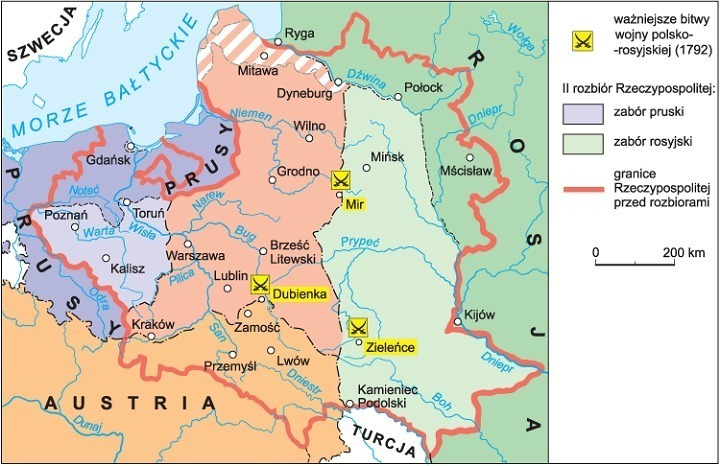 SZWECJA
MORZE BAŁTYCKIE
Ryga
Mitawa
Dźwina
Dyneburg
Połock
Wołga
ROSJA
Dniepr
Niemen
Wilno
Gdańsk
PRUSY
Grodno
Mińsk
Mścisław
Mir
PRUSY
Noteć
Poznań
Toruń
Narew
Warta
Wisła
Bug
Prypeć
Warszawa
Brześć
Litewski
Kalisz
Pilica
Lublin
Dubienka
Odra
Kraków
Zamość
San
Zieleńce
Kijów
Przemyśl
Lwów
Dniestr
Dniepr
AUSTRIA
Kamieniec
Podolski
Boh
Dunaj
TURCJA
ważniejsze bitwy
wojny polsko-
-rosyjskiej (1792)
II rozbiór Rzeczypospolitej:
zabór pruski
zabór rosyjski
granice
Rzeczypospolitej
przed rozbiorami
0 200 km